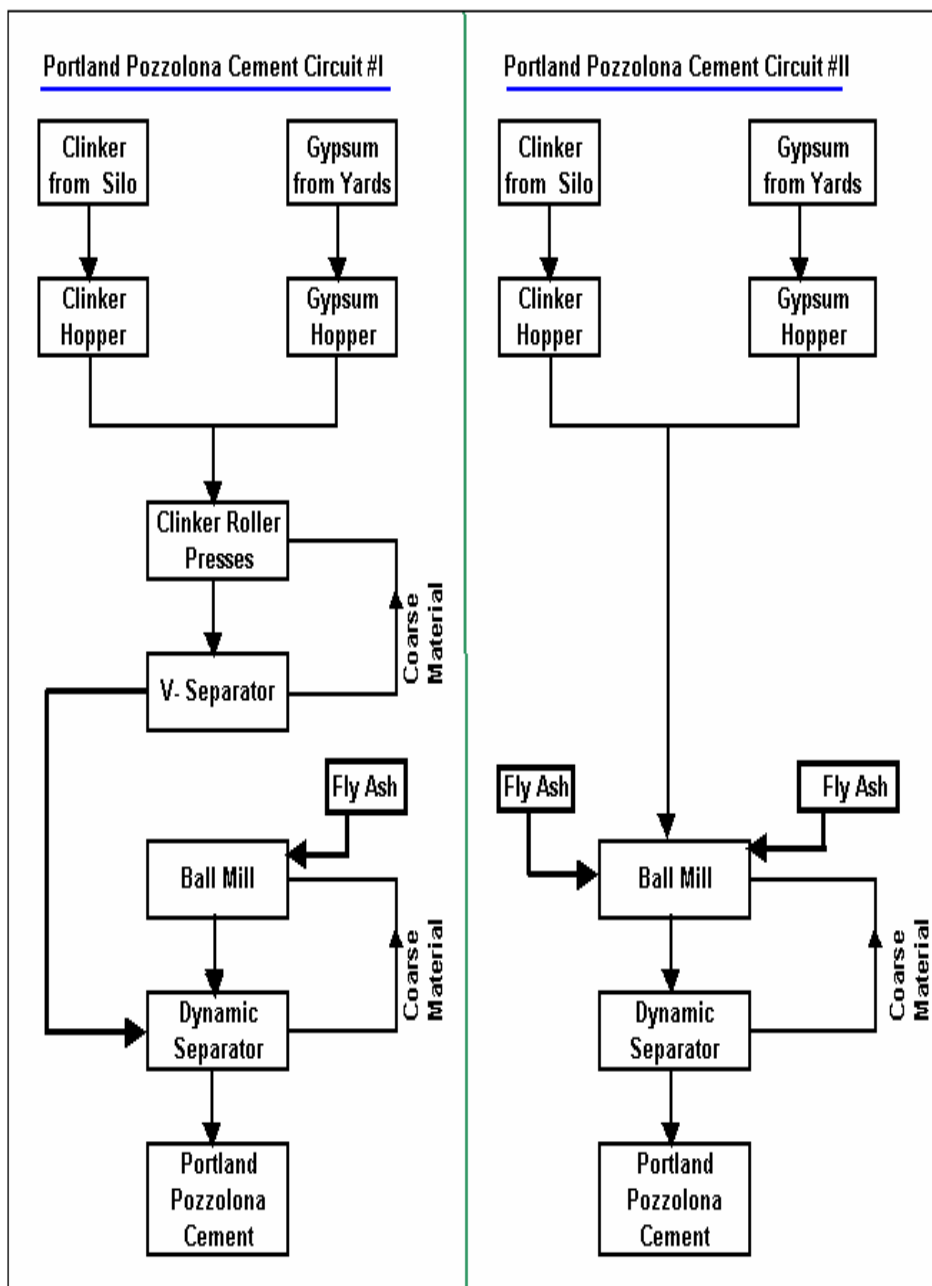 Portland Pozzolona Cement Circuit #I
Clinker
from Silo
Gypsum
from Yards
Clinker
Hopper
Gypsum
Hopper
Clinker Roller
Presses
Coarse
Material
V- Separator
Fly Ash
Ball Mill
Coarse
Material
Dynamic
Separator
Portland
Pozzolona
Cement
Portland Pozzolona Cement Circuit #II
Clinker
from Silo
Gypsum
from Yards
Clinker
Hopper
Gypsum
Hopper
Fly Ash
Fly Ash
Ball Mill
Coarse
Material
Dynamic
Separator
Portland
Pozzolona
Cement